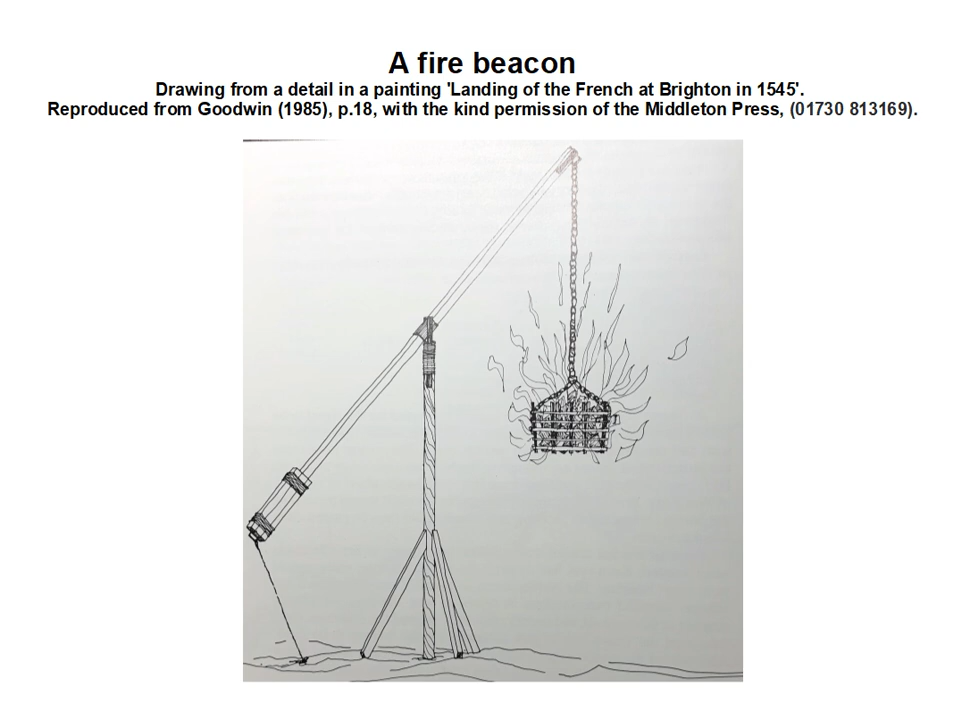 A fire beacon
Drawing from a detail in a painting 'Landing of the French at Brighton in 1545'.
Reproduced from Goodwin (1985), p.18, with the kind permission of the Middleton Press, (01730 813169).